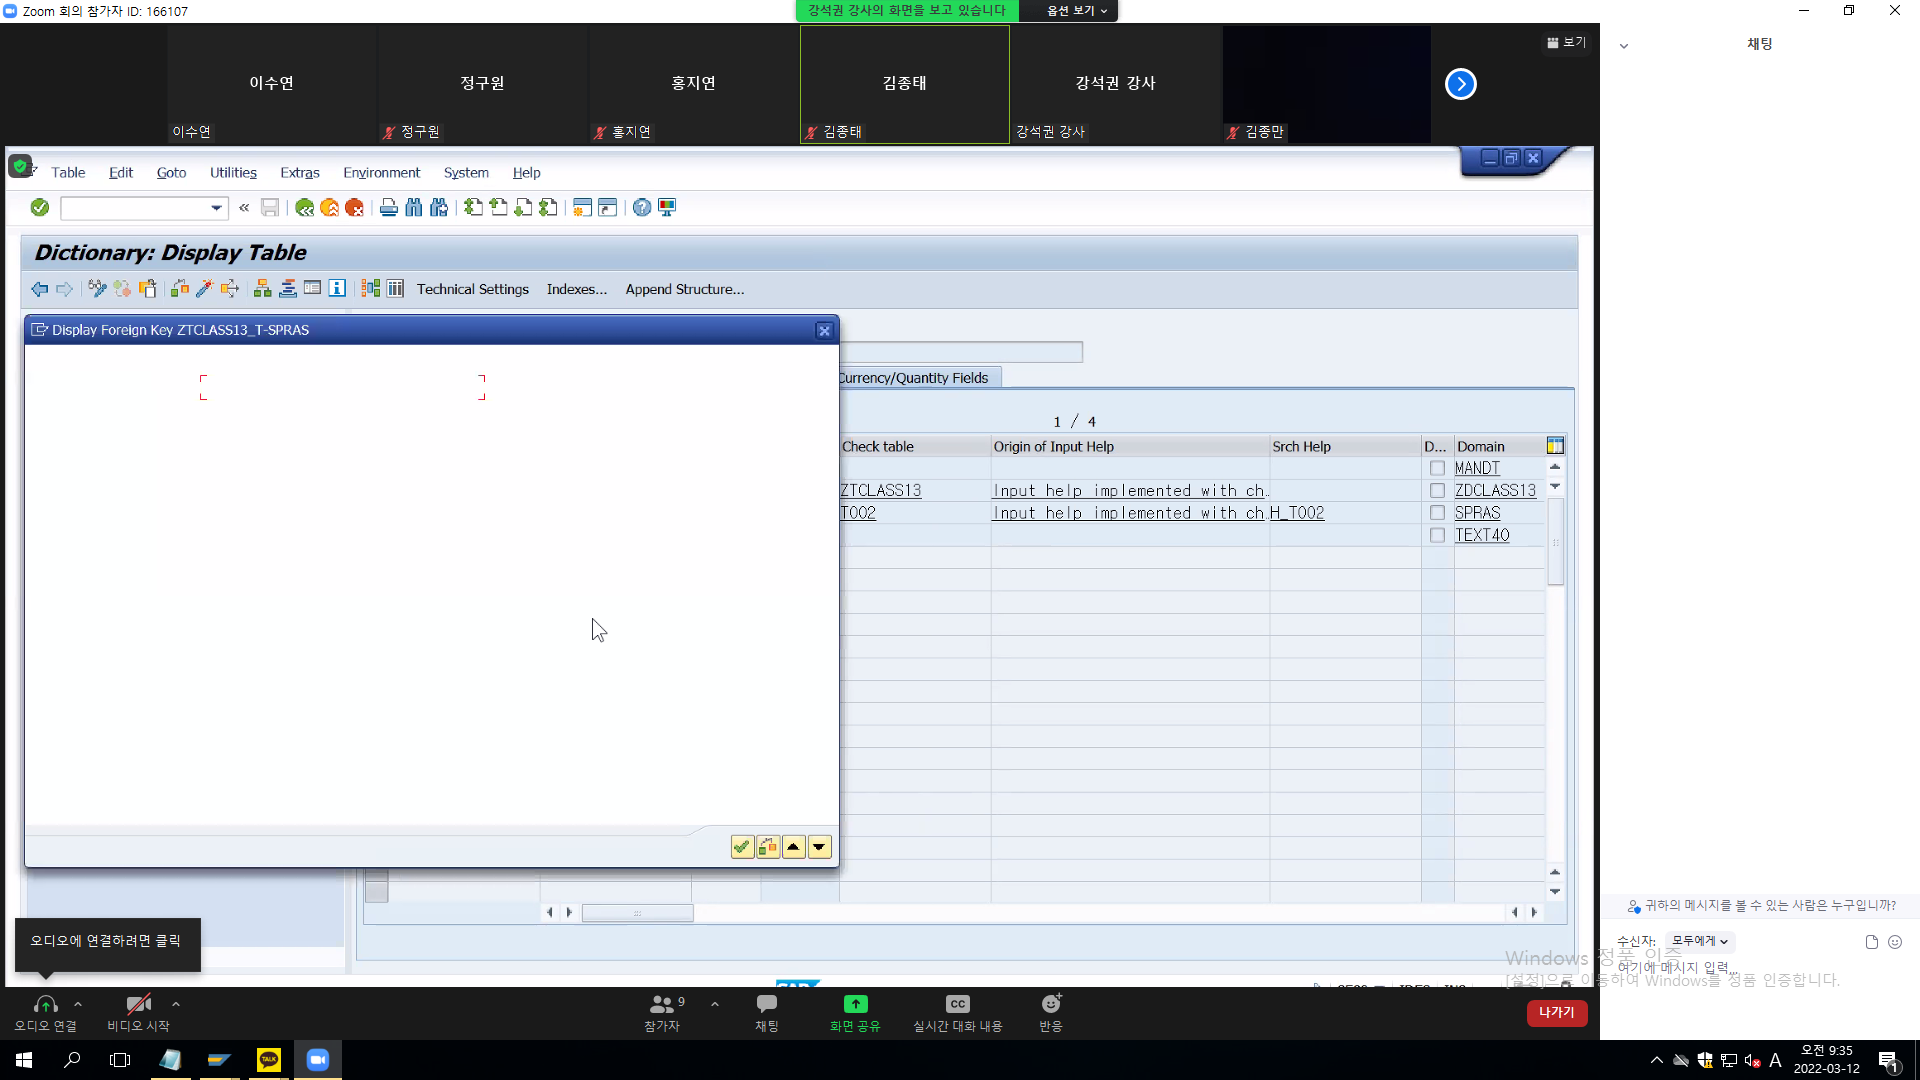 Zoom 회의 참가자 ID: 166107
강석권 강사의 화면을 보고 있습니다
옵션 보기
보기
채팅
이수연
정구원
홍지연
김종태
강석권 강사
이수연
정구원
홍지연
김종태
강석권 강사
김종만
Table
Edit
Goto
Utilities
Extras
Environment
System
Help
Dictionary: Display Table
Technical Settings
Indexes...
Append Structure...
Display Foreign Key ZTCLASS13_T-SPRAS
Currency/Quantity Fields
1 / 4
Check table
Origin of Input Help
Srch Help
D...
Domain
MANDT
ZTCLASS13
Input help implemented with ch.
ZDCLASS13
T002
Input help implemented with ch.
H_T002
SPRAS
TEXT40
오디오에 연결하려면 클릭
귀하의 메시지를 볼 수 있는 사람은 누구입니까?
수신자:
모두에게
여기에 메시지 입력...
Windows 정품 인증
[설정]으로 이동하여 Windows를 정품 인증합니다.
오디오 연결
비디오 시작
9
참가자
채팅
화면 공유
CC
실시간 대화 내용
반응
나가기
TALK
A
오전 9:35
2022-03-12
1